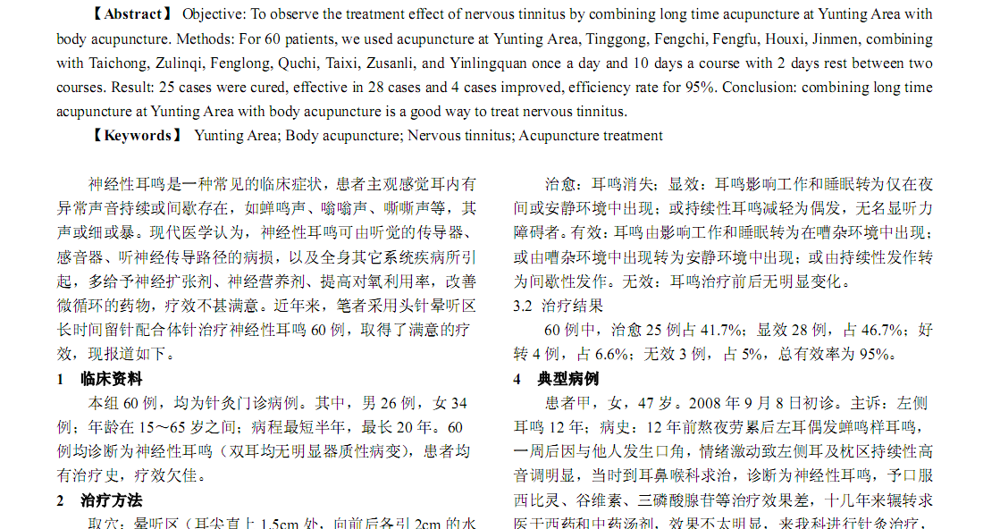 【Abstract】 Objective: To observe the treatment effect of nervous tinnitus by combining long time acupuncture at Yunting Area with
body acupuncture. Methods: For 60 patients, we used acupuncture at Yunting Area, Tinggong, Fengchi, Fengfu, Houxi, Jinmen, combining
with Taichong, Zulinqi, Fenglong, Quchi, Taixi, Zusanli, and Yinlingquan once a day and 10 days a course with 2 days rest between two
courses. Result: 25 cases were cured, effective in 28 cases and 4 cases improved, efficiency rate for 95%. Conclusion: combining long time
acupuncture at Yunting Area with body acupuncture is a good way to treat nervous tinnitus.
【Keywords】 Yunting Area; Body acupuncture; Nervous tinnitus; Acupuncture treatment
神经性耳鸣是一种常见的临床症状，患者主观感觉耳内有
异常声音持续或间歇存在，如蝉鸣声、嗡嗡声、嘶嘶声等，其
声或细或暴。现代医学认为，神经性耳鸣可由听觉的传导器、
感音器、听神经传导路径的病损，以及全身其它系统疾病所引
起，多给予神经扩张剂、神经营养剂、提高对氧利用率，改善
微循环的药物，疗效不甚满意。近年来，笔者采用头针晕听区
长时间留针配合体针治疗神经性耳鸣 60 例，取得了满意的疗
效，现报道如下。
1 临床资料
本组 60 例，均为针灸门诊病例。其中，男 26 例，女 34
例；年龄在 15～65 岁之间；病程最短半年，最长 20 年。60
例均诊断为神经性耳鸣（双耳均无明显器质性病变），患者均
有治疗史，疗效欠佳。
2 治疗方法
取穴：晕听区（耳尖直上 1.5cm 处，向前后各引 2cm 的水
治愈：耳鸣消失；显效：耳鸣影响工作和睡眠转为仅在夜
间或安静环境中出现；或持续性耳鸣减轻为偶发，无名显听力
障碍者。有效：耳鸣由影响工作和睡眠转为在嘈杂环境中出现；
或由嘈杂环境中出现转为安静环境中出现；或由持续性发作转
为间歇性发作。无效：耳鸣治疗前后无明显变化。
3.2 治疗结果
60 例中，治愈 25 例占 41.7%；显效 28 例，占 46.7%；好
转 4 例，占 6.6%；无效 3 例，占 5%，总有效率为 95%。
4 典型病例
患者甲，女，47 岁。2008 年 9 月 8 日初诊。主诉：左侧
耳鸣 12 年；病史：12 年前熬夜劳累后左耳偶发蝉鸣样耳鸣，
一周后因与他人发生口角，情绪激动致左侧耳及枕区持续性高
音调明显，当时到耳鼻喉科求治，诊断为神经性耳鸣，予口服
西比灵、谷维素、三磷酸腺苷等治疗效果差，十几年来辗转求
医于西药和中药汤剂，效果不太明显，来我科进行针灸治疗，